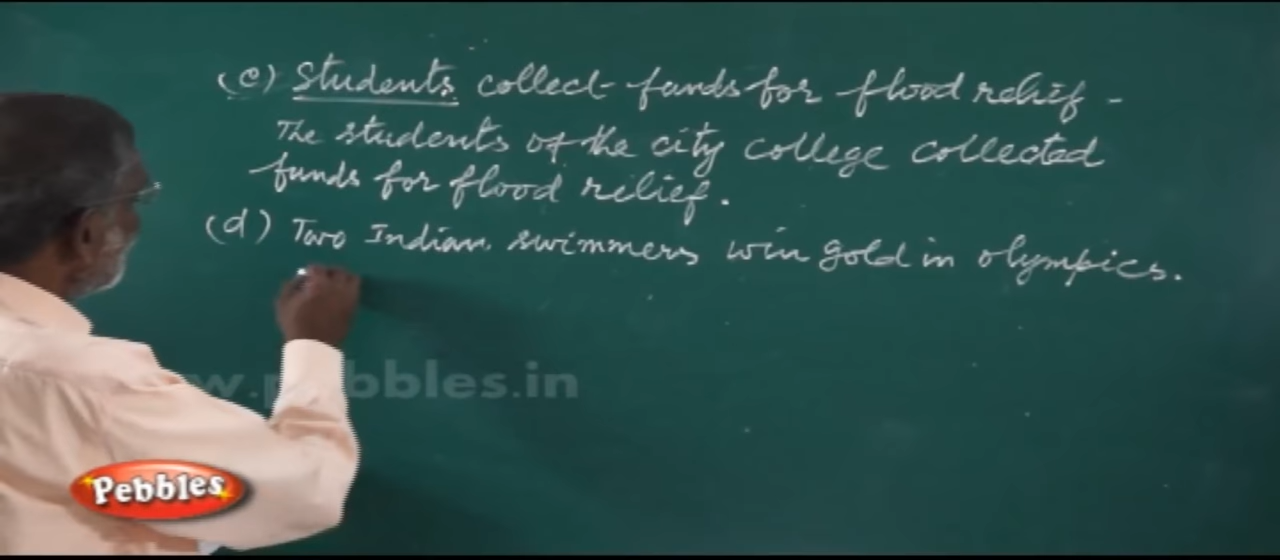 (c) Students collect funds for flood relief -
The students of the city college collected
funds for flood relief.
(d) Two Indian swimmers win gold in olympics.
w.pebbles.in
Pebbles